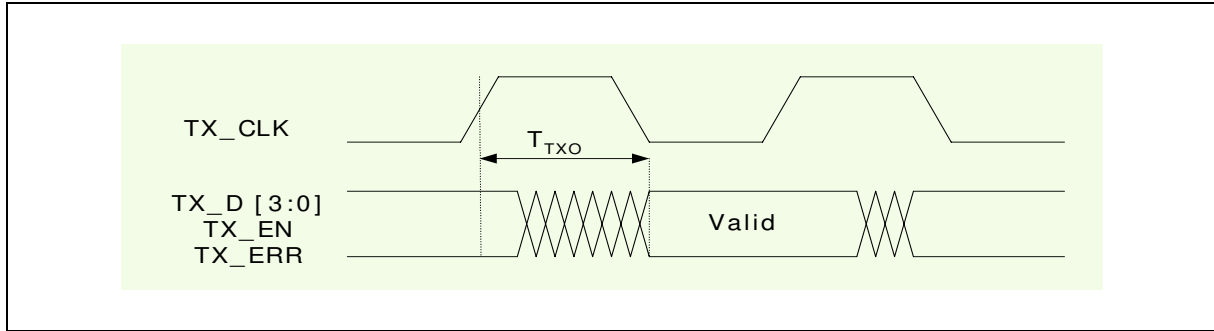 TX_CLK
T_TXO
TX_D [3:0]
TX_EN
TX_ERR
Valid